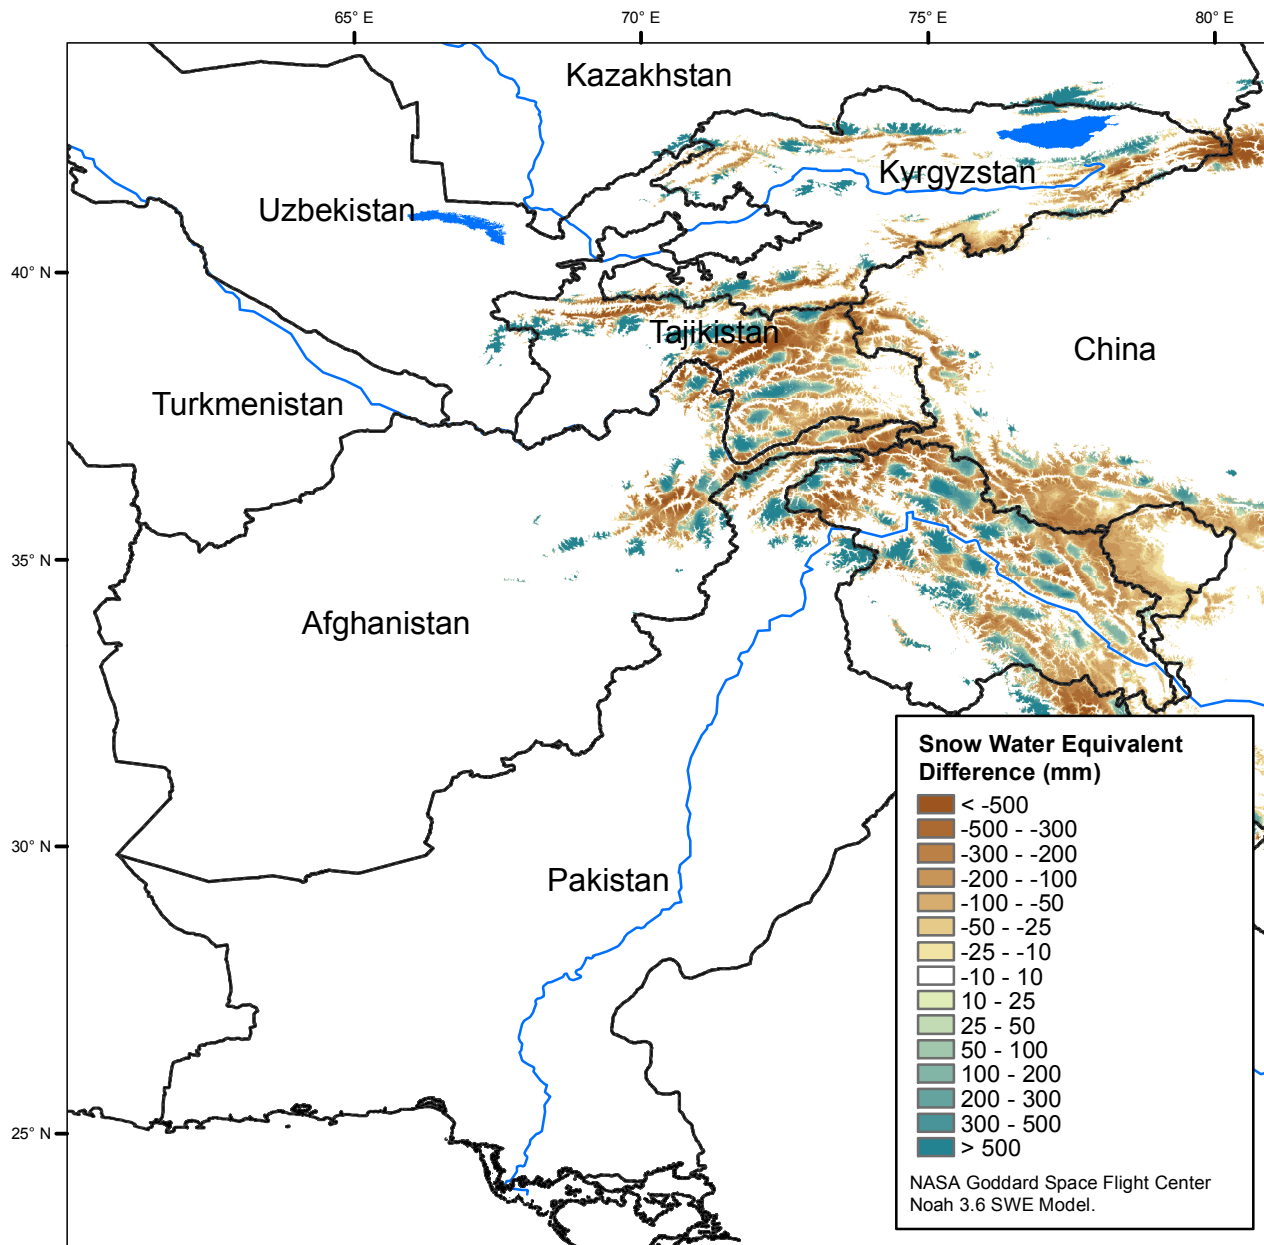 65° E
70° E
75° E
80° E
Kazakhstan
Kyrgyzstan
Uzbekistan
40° N
Tajikistan
China
Turkmenistan
35° N
Afghanistan
30° N
Pakistan
25° N
Snow Water Equivalent
Difference (mm)
< -500
-500 - -300
-300 - -200
-200 - -100
-100 - -50
-50 - -25
-25 - -10
-10 - 10
10 - 25
25 - 50
50 - 100
100 - 200
200 - 300
300 - 500
> 500
NASA Goddard Space Flight Center
Noah 3.6 SWE Model.